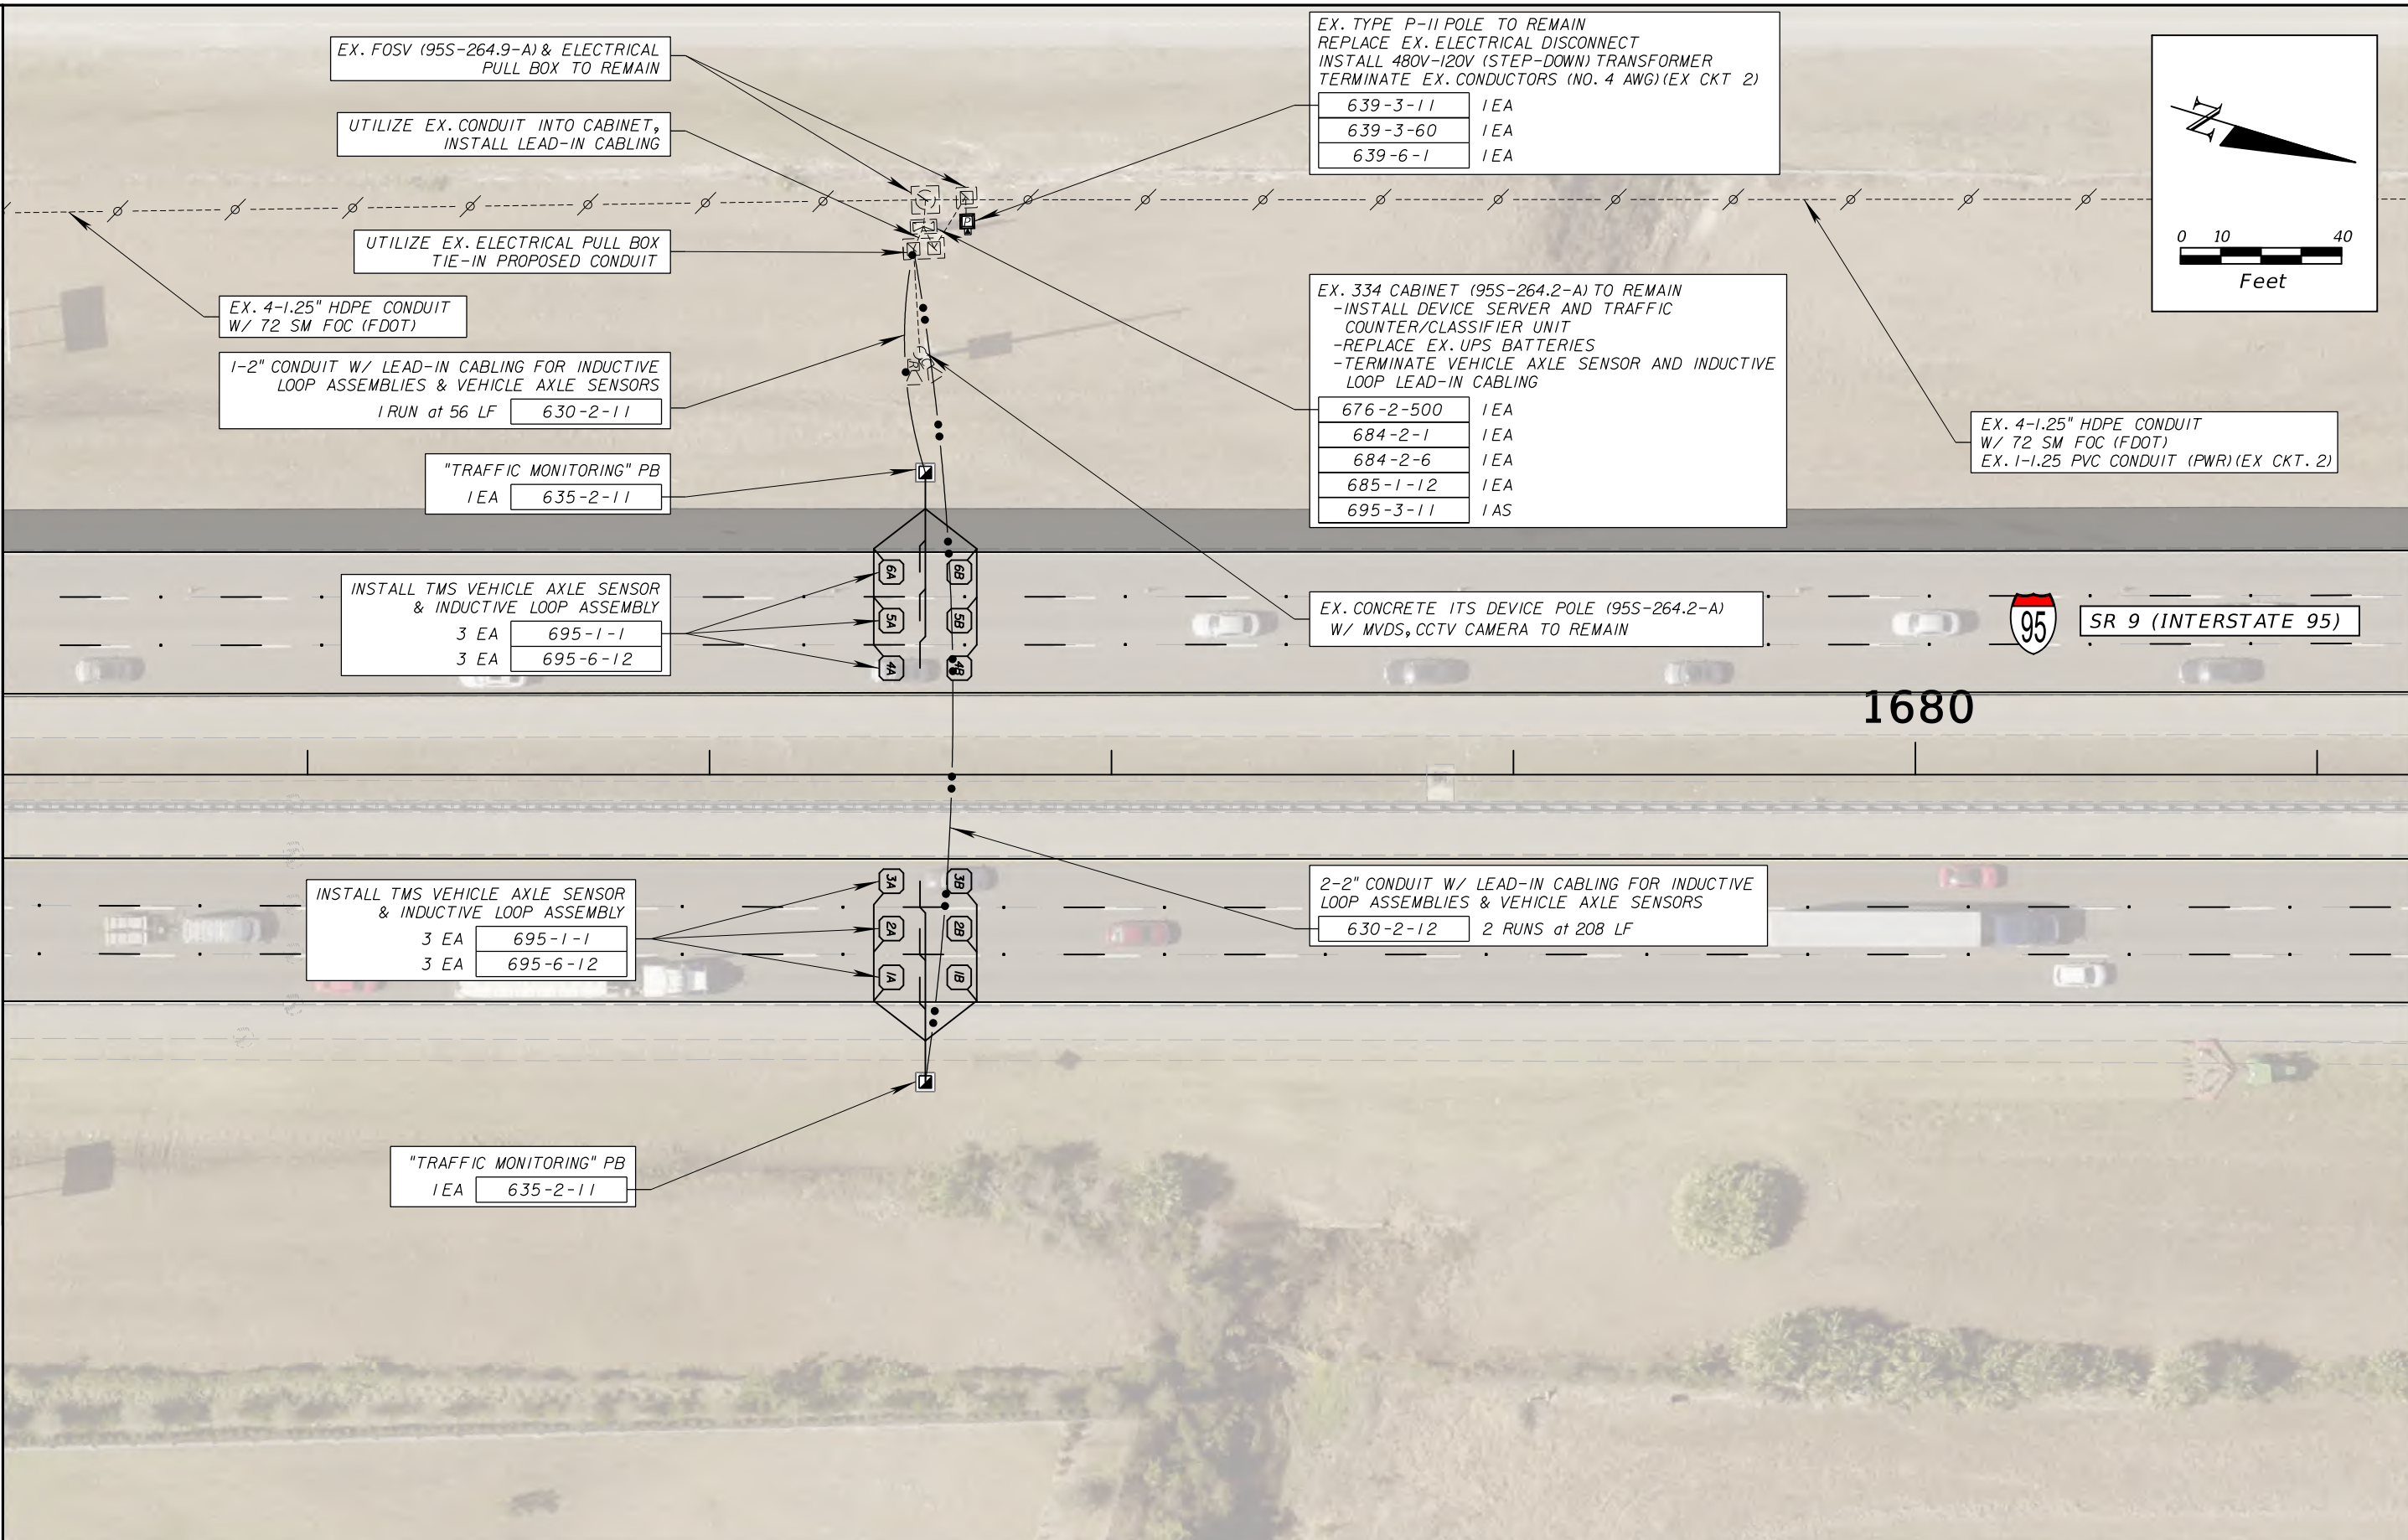 EX. FOSV (95S-264.9-A) & ELECTRICAL
PULL BOX TO REMAIN
UTILIZE EX. CONDUIT INTO CABINET,
INSTALL LEAD-IN CABLING
UTILIZE EX. ELECTRICAL PULL BOX
TIE-IN PROPOSED CONDUIT
EX. 4-1.25" HDPE CONDUIT
W/ 72 SM FOC (FDOT)
1-2" CONDUIT W/ LEAD-IN CABLING FOR INDUCTIVE
LOOP ASSEMBLIES & VEHICLE AXLE SENSORS
1 RUN at 56 LF 630-2-11
"TRAFFIC MONITORING" PB
1 EA 635-2-11
INSTALL TMS VEHICLE AXLE SENSOR
& INDUCTIVE LOOP ASSEMBLY
3 EA 695-1-1
3 EA 695-6-12
EX. TYPE P-II POLE TO REMAIN
REPLACE EX. ELECTRICAL DISCONNECT
INSTALL 480V-120V (STEP-DOWN) TRANSFORMER
TERMINATE EX. CONDUCTORS (NO. 4 AWG) (EX CKT 2)
639-3-11 1 EA
639-3-60 1 EA
639-6-1 1 EA
N
0 10 40
Feet
P
EX. 334 CABINET (95S-264.2-A) TO REMAIN
-INSTALL DEVICE SERVER AND TRAFFIC
COUNTER/CLASSIFIER UNIT
-REPLACE EX. UPS BATTERIES
-TERMINATE VEHICLE AXLE SENSOR AND INDUCTIVE
LOOP LEAD-IN CABLING
676-2-500 1 EA
684-2-1 1 EA
684-2-6 1 EA
685-1-12 1 EA
695-3-11 1 AS
EX. 4-1.25" HDPE CONDUIT
W/ 72 SM FOC (FDOT)
EX. 1-1.25 PVC CONDUIT (PWR) (EX CKT. 2)
6A 6B
5A 5B
4A 4B
EX. CONCRETE ITS DEVICE POLE (95S-264.2-A)
W/ MVDS, CCTV CAMERA TO REMAIN
95
SR 9 (INTERSTATE 95)
1680
3A 3B
2A 2B
1A 1B
INSTALL TMS VEHICLE AXLE SENSOR
& INDUCTIVE LOOP ASSEMBLY
3 EA 695-1-1
3 EA 695-6-12
2-2" CONDUIT W/ LEAD-IN CABLING FOR INDUCTIVE
LOOP ASSEMBLIES & VEHICLE AXLE SENSORS
630-2-12 2 RUNS at 208 LF
"TRAFFIC MONITORING" PB
1 EA 635-2-11